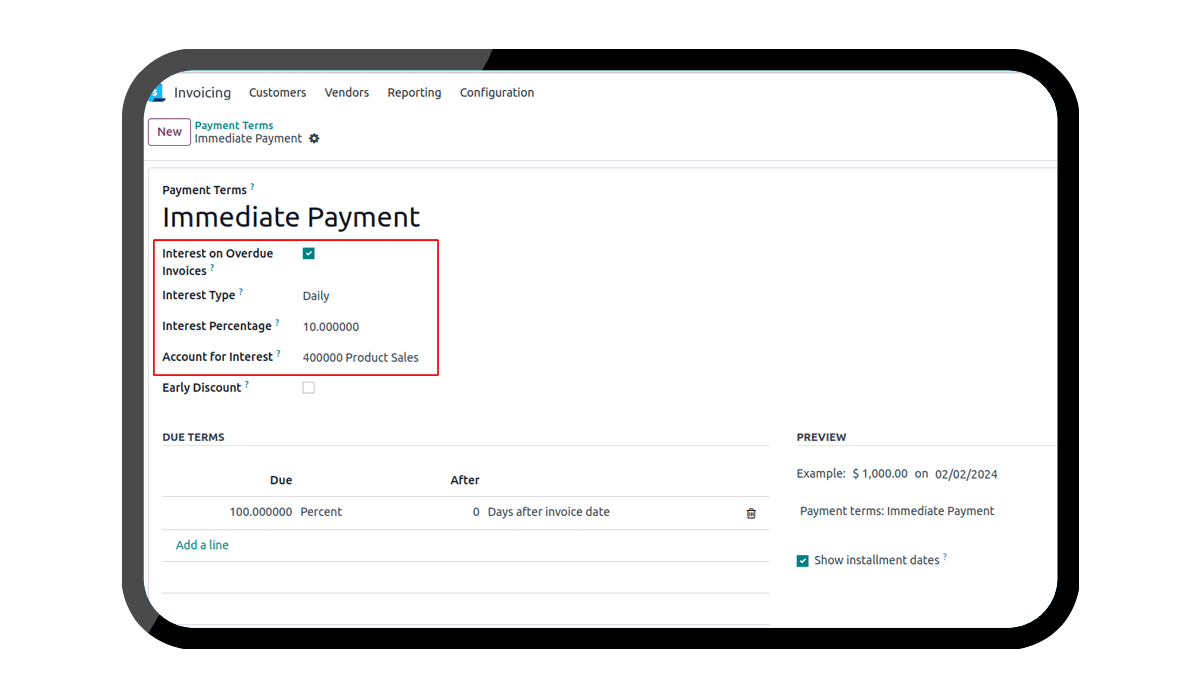 Invoicing Customers Vendors Reporting Configuration
New
Payment Terms
Immediate Payment
Payment Terms ?
Immediate Payment
Interest on Overdue
Invoices ?
Interest Type ? Daily
Interest Percentage ? 10.000000
Account for Interest ? 400000 Product Sales
Early Discount ?
DUE TERMS
Due After
100.000000 Percent 0 Days after invoice date
Add a line
PREVIEW
Example: $ 1,000.00 on 02/02/2024
Payment terms: Immediate Payment
Show installment dates ?